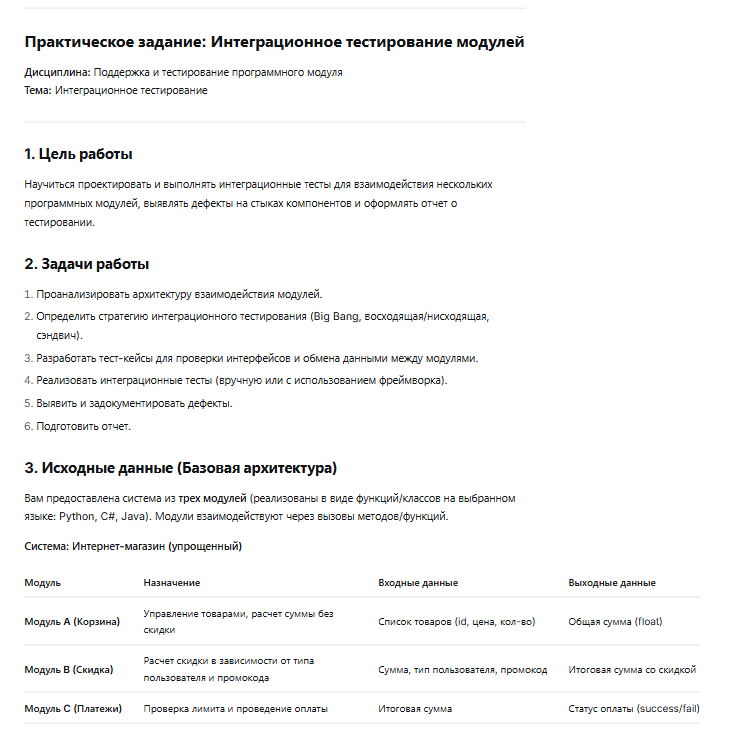 Практическое задание: Интеграционное тестирование модулей
Дисциплина: Поддержка и тестирование программного модуля
Тема: Интеграционное тестирование
1. Цель работы
Научиться проектировать и выполнять интеграционные тесты для взаимодействия нескольких
программных модулей, выявлять дефекты на стыках компонентов и оформлять отчет о
тестировании.
2. Задачи работы
1. Проанализировать архитектуру взаимодействия модулей.
2. Определить стратегию интеграционного тестирования (Big Bang, восходящая/нисходящая,
сэндвич).
3. Разработать тест-кейсы для проверки интерфейсов и обмена данными между модулями.
4. Реализовать интеграционные тесты (вручную или с использованием фреймворка).
5. Выявить и задокументировать дефекты.
6. Подготовить отчет.
3. Исходные данные (Базовая архитектура)
Вам предоставлена система из трех модулей (реализованы в виде функций/классов на выбранном
языке: Python, C#, Java). Модули взаимодействуют через вызовы методов/функций.
Система: Интернет-магазин (упрощенный)
Модуль Назначение Входные данные Выходные данные
Модуль A (Корзина) Управление товарами, расчет суммы без скидки Список товаров (id, цена, кол-во) Общая сумма (float)
Модуль B (Скидка) Расчет скидки в зависимости от типа пользователя и промокода Сумма, тип пользователя, промокод Итоговая сумма со скидкой
Модуль C (Платежи) Проверка лимита и проведение оплаты Итоговая сумма Статус оплаты (success/fail)